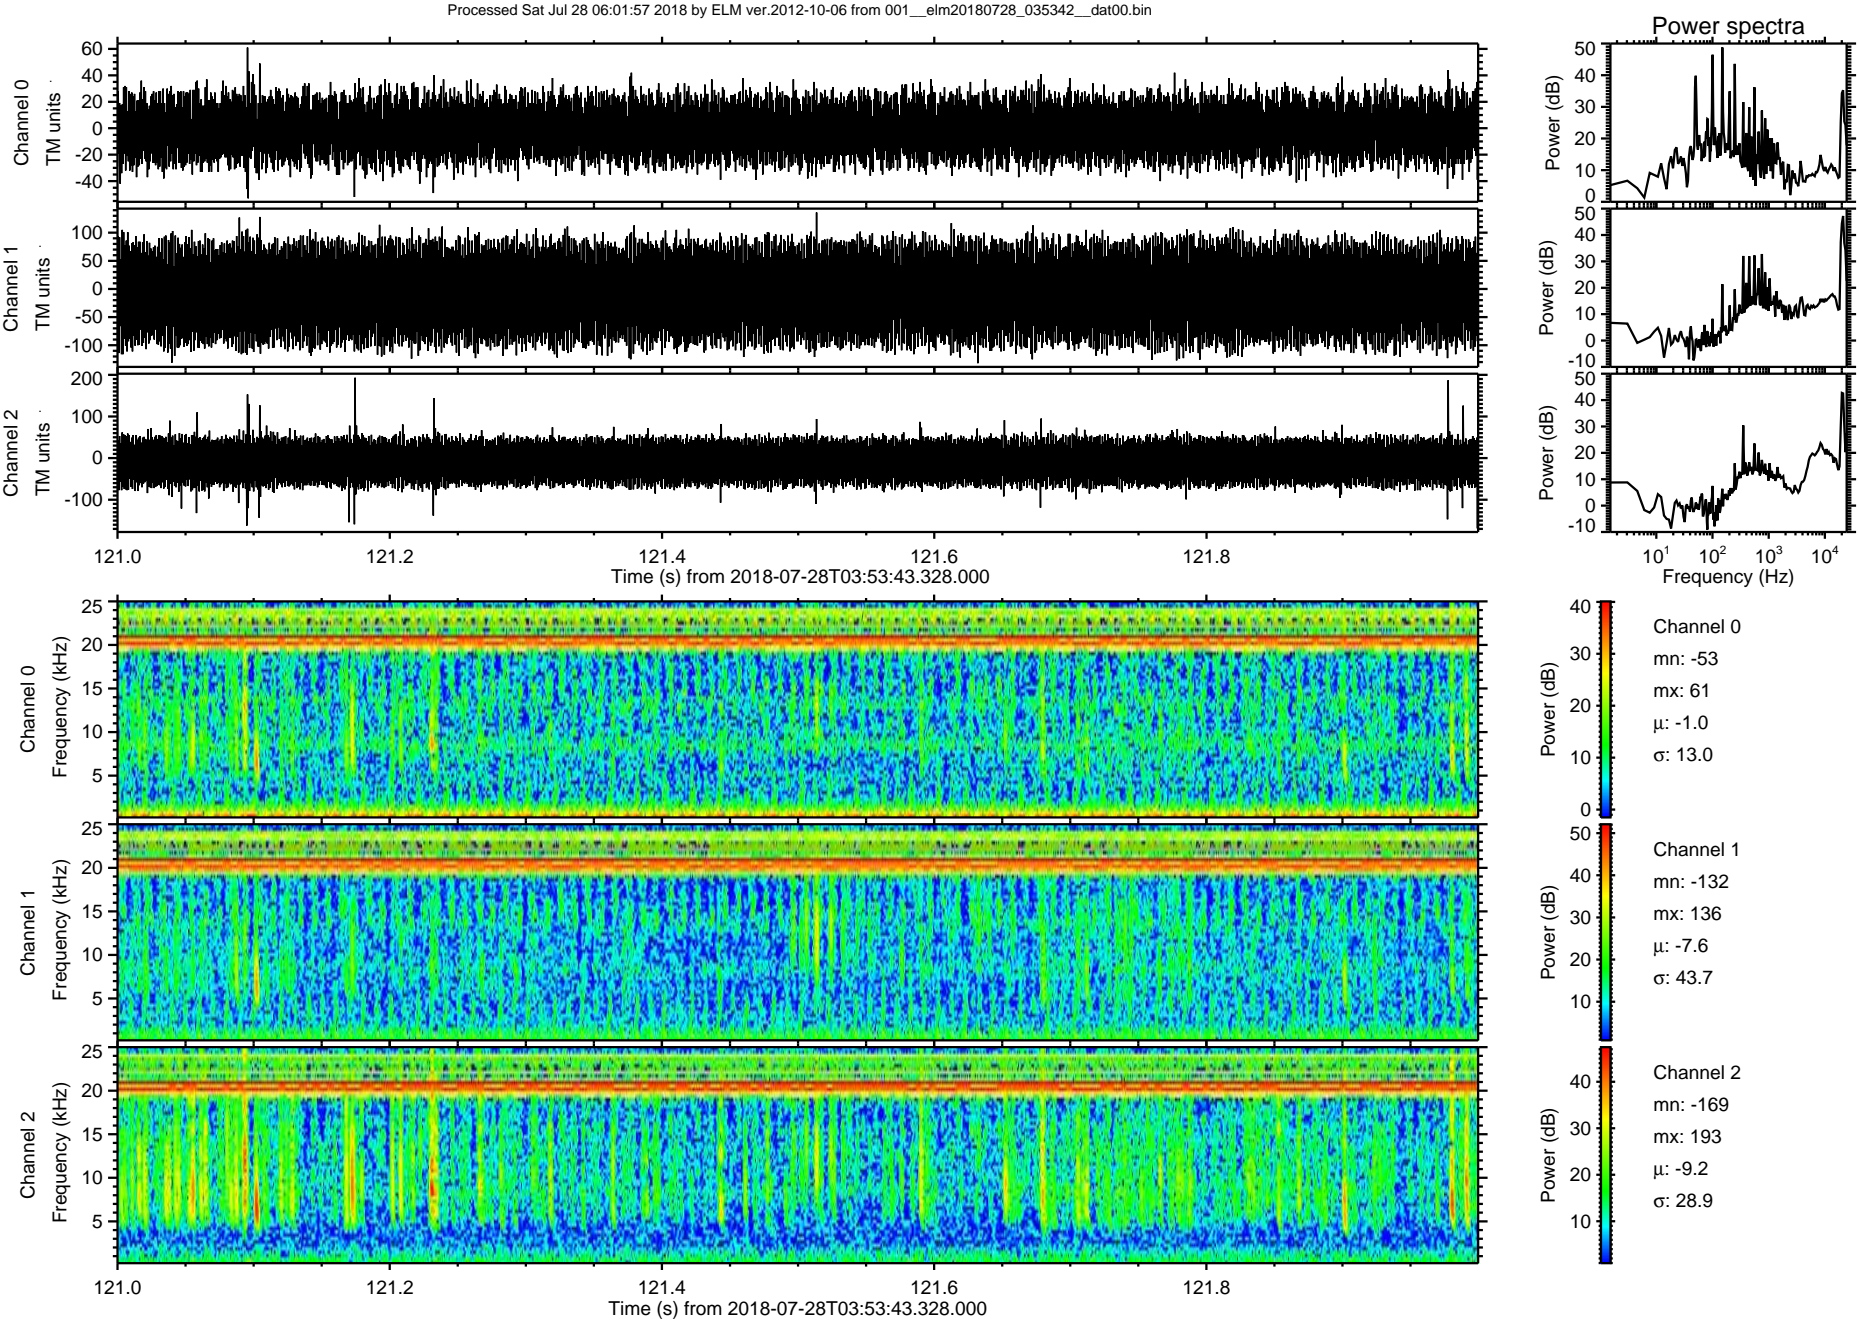 Processed Sat Jul 28 06:01:57 2018 by ELM ver.2012-10-06 from 001__elm20180728_035342__dat00.bin
Power spectra
Channel 0
TM units
60
40
20
0
-20
-40
Power (dB)
50
40
30
20
10
0
Channel 1
TM units
100
50
0
-50
-100
Power (dB)
50
40
30
20
10
0
-10
Channel 2
TM units
200
100
0
-100
Power (dB)
50
40
30
20
10
0
-10
121.0 121.2 121.4 121.6 121.8
Time (s) from 2018-07-28T03:53:43.328.000
10^1 10^2 10^3 10^4
Frequency (Hz)
Channel 0
Frequency (kHz)
25
20
15
10
5
Power (dB)
40
30
20
10
0
Channel 0
mn: -53
mx: 61
μ: -1.0
σ: 13.0
Channel 1
Frequency (kHz)
25
20
15
10
5
Power (dB)
50
40
30
20
10
Channel 1
mn: -132
mx: 136
μ: -7.6
σ: 43.7
Channel 2
Frequency (kHz)
25
20
15
10
5
Power (dB)
40
30
20
10
Channel 2
mn: -169
mx: 193
μ: -9.2
σ: 28.9
121.0 121.2 121.4 121.6 121.8
Time (s) from 2018-07-28T03:53:43.328.000